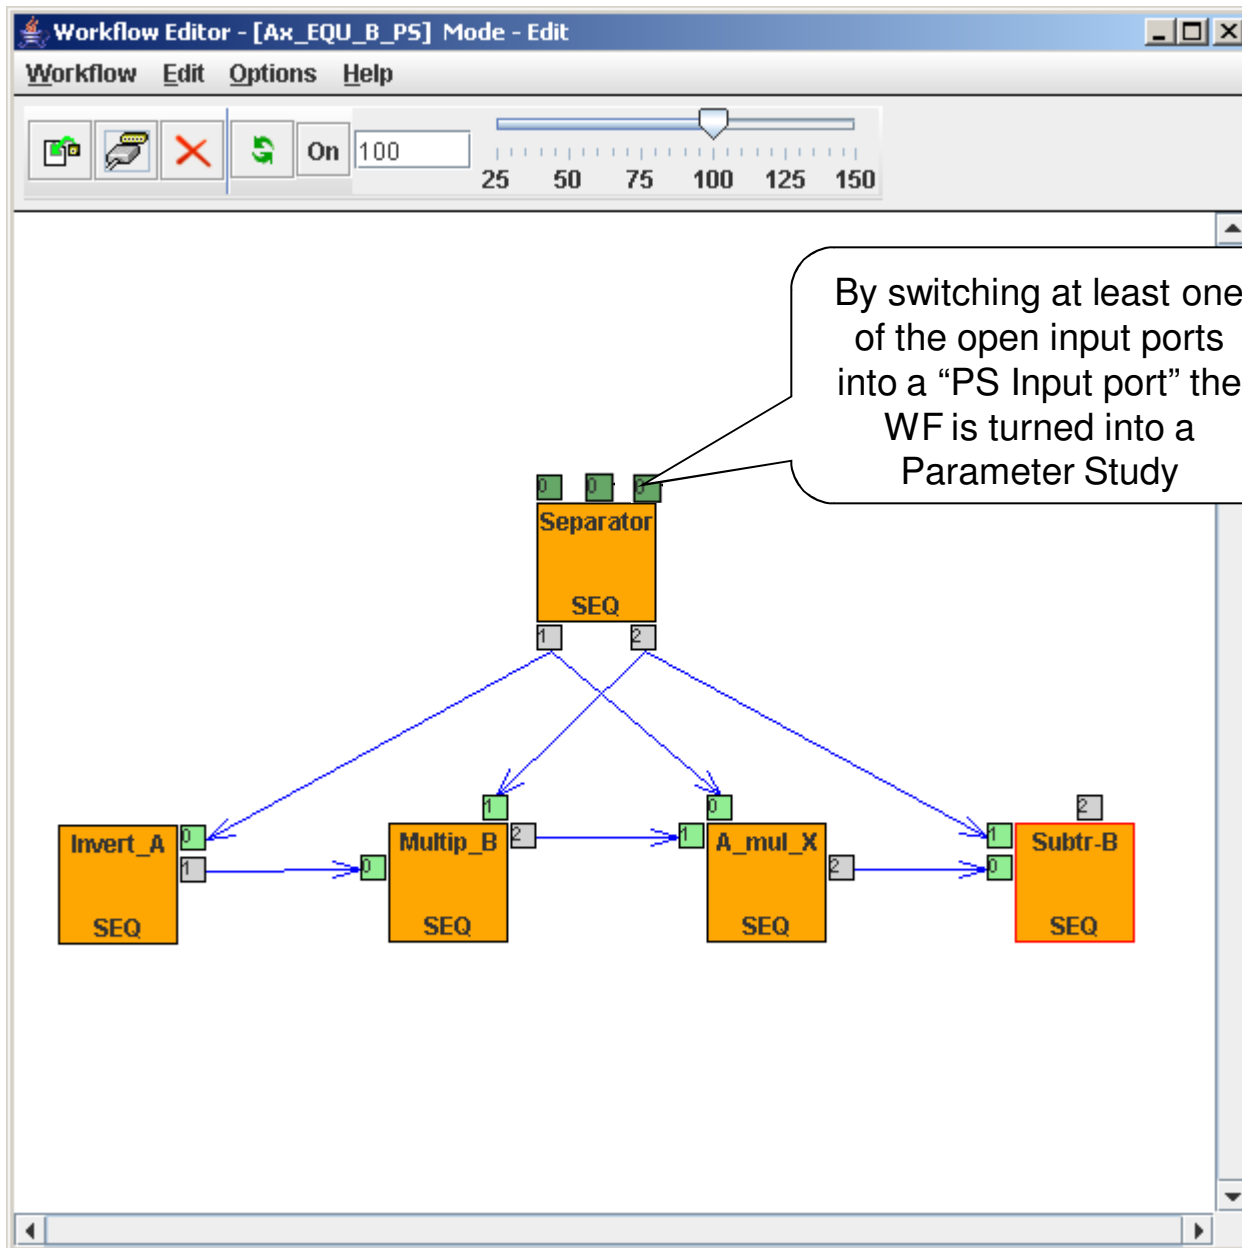 Workflow Editor - [Ax_EQU_B_PS] Mode - Edit
Workflow Edit Options Help
On 100
25 50 75 100 125 150
By switching at least one
of the open input ports
into a “PS Input port” the
WF is turned into a
Parameter Study
0 0 0
Separator
SEQ
1 2
1 0 2
Invert_A 0 Multip_B 2 1 A_mul_X 1 Subtr-B
1 0 2 0
SEQ SEQ SEQ SEQ